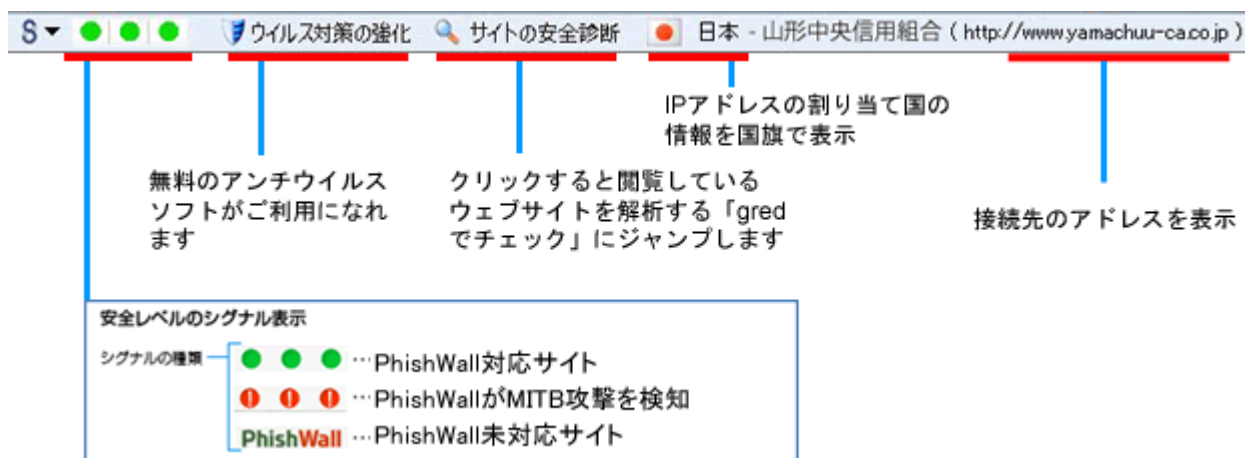 S▼ ウイルス対策の強化 サイトの安全診断 日本 - 山形中央信用組合 ( http://www.yamachuu-ca.co.jp )
IPアドレスの割り当て国の
情報を国旗で表示
無料のアンチウイルス
ソフトがご利用になれ
ます
クリックすると閲覧している
ウェブサイトを解析する「gred
でチェック」にジャンプします
接続先のアドレスを表示
安全レベルのシグナル表示
シグナルの種類
…PhishWall対応サイト
…PhishWallがMITB攻撃を検知
PhishWall …PhishWall未対応サイト